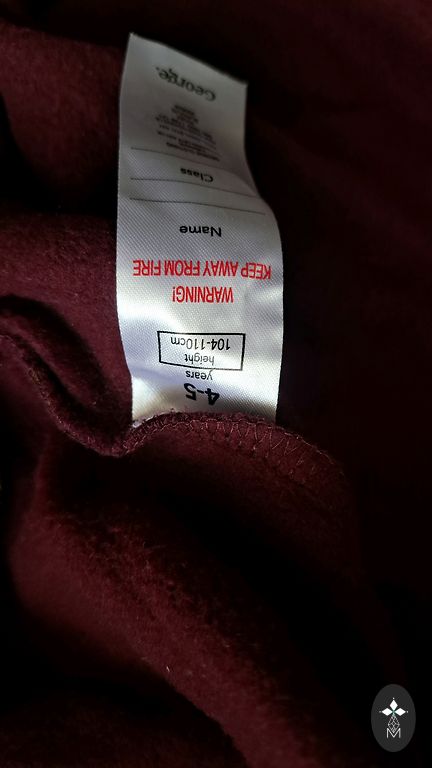 4-5
years
height
104-110cm
WARNING!
KEEP AWAY FROM FIRE
Name
Class
George.
M